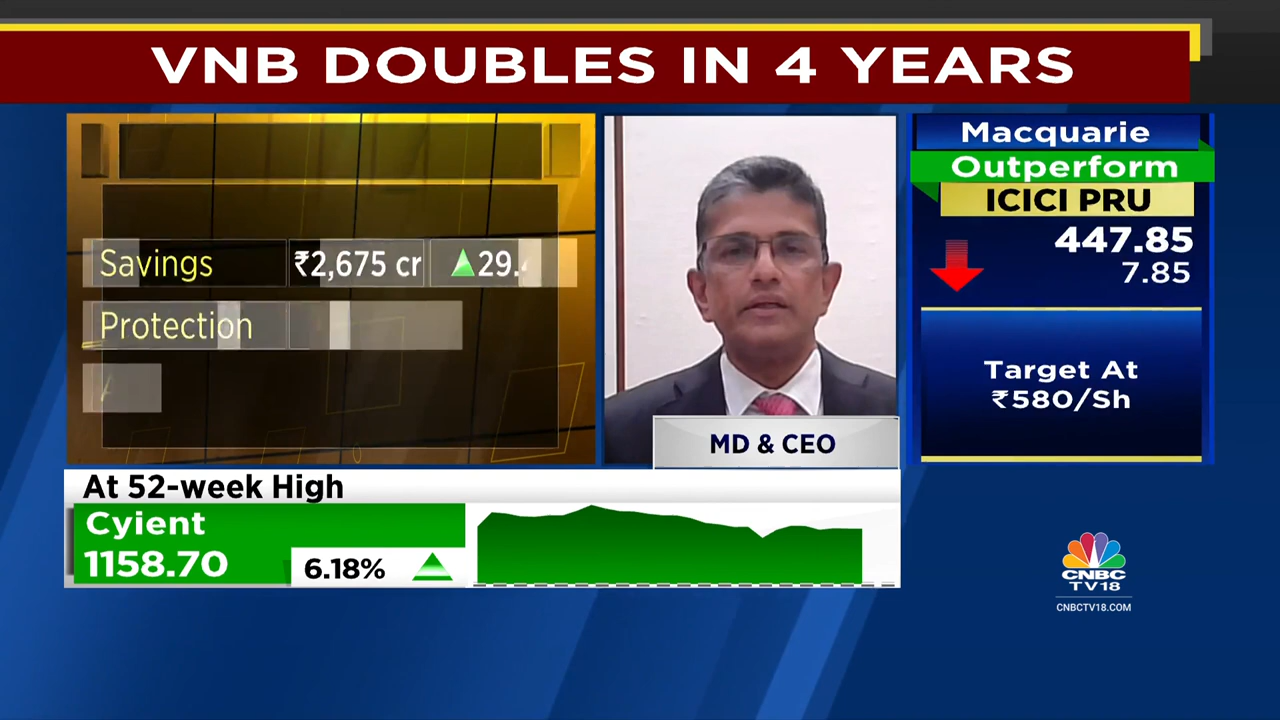 VNB DOUBLES IN 4 YEARS
Savings ₹2,675 cr 29.
Protection
MD & CEO
Macquarie
Outperform
ICICI PRU
447.85
7.85
Target At
₹580/Sh
At 52-week High
Cyient
1158.70
6.18%
CNBC
TV18
CNBCTV18.COM